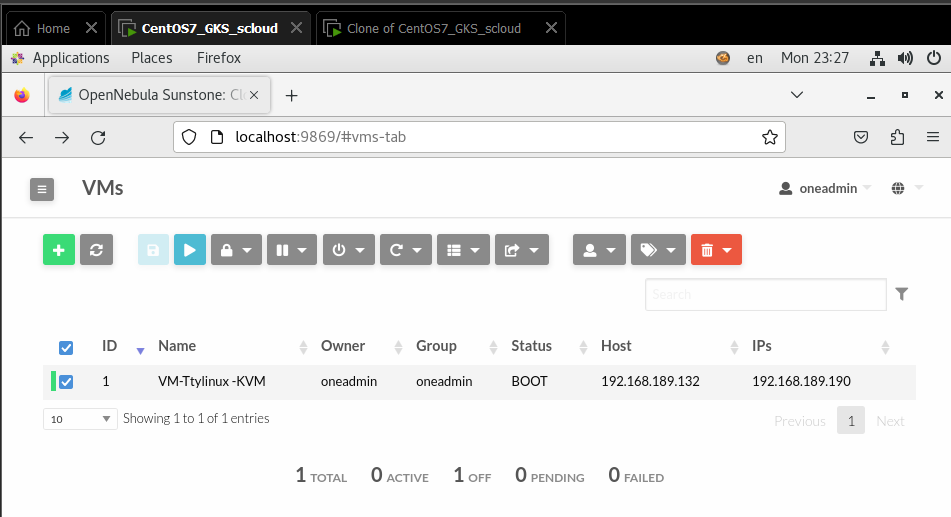 Home CentOS7_GKS_scloud Clone of CentOS7_GKS_scloud
Applications Places Firefox en Mon 23:27
OpenNebula Sunstone: Clo
localhost:9869/#vms-tab
VMs oneadmin
Search
ID Name Owner Group Status Host IPs
1 VM-Ttylinux -KVM oneadmin oneadmin BOOT 192.168.189.132 192.168.189.190
10 Showing 1 to 1 of 1 entries Previous 1 Next
1 TOTAL 0 ACTIVE 1 OFF 0 PENDING 0 FAILED